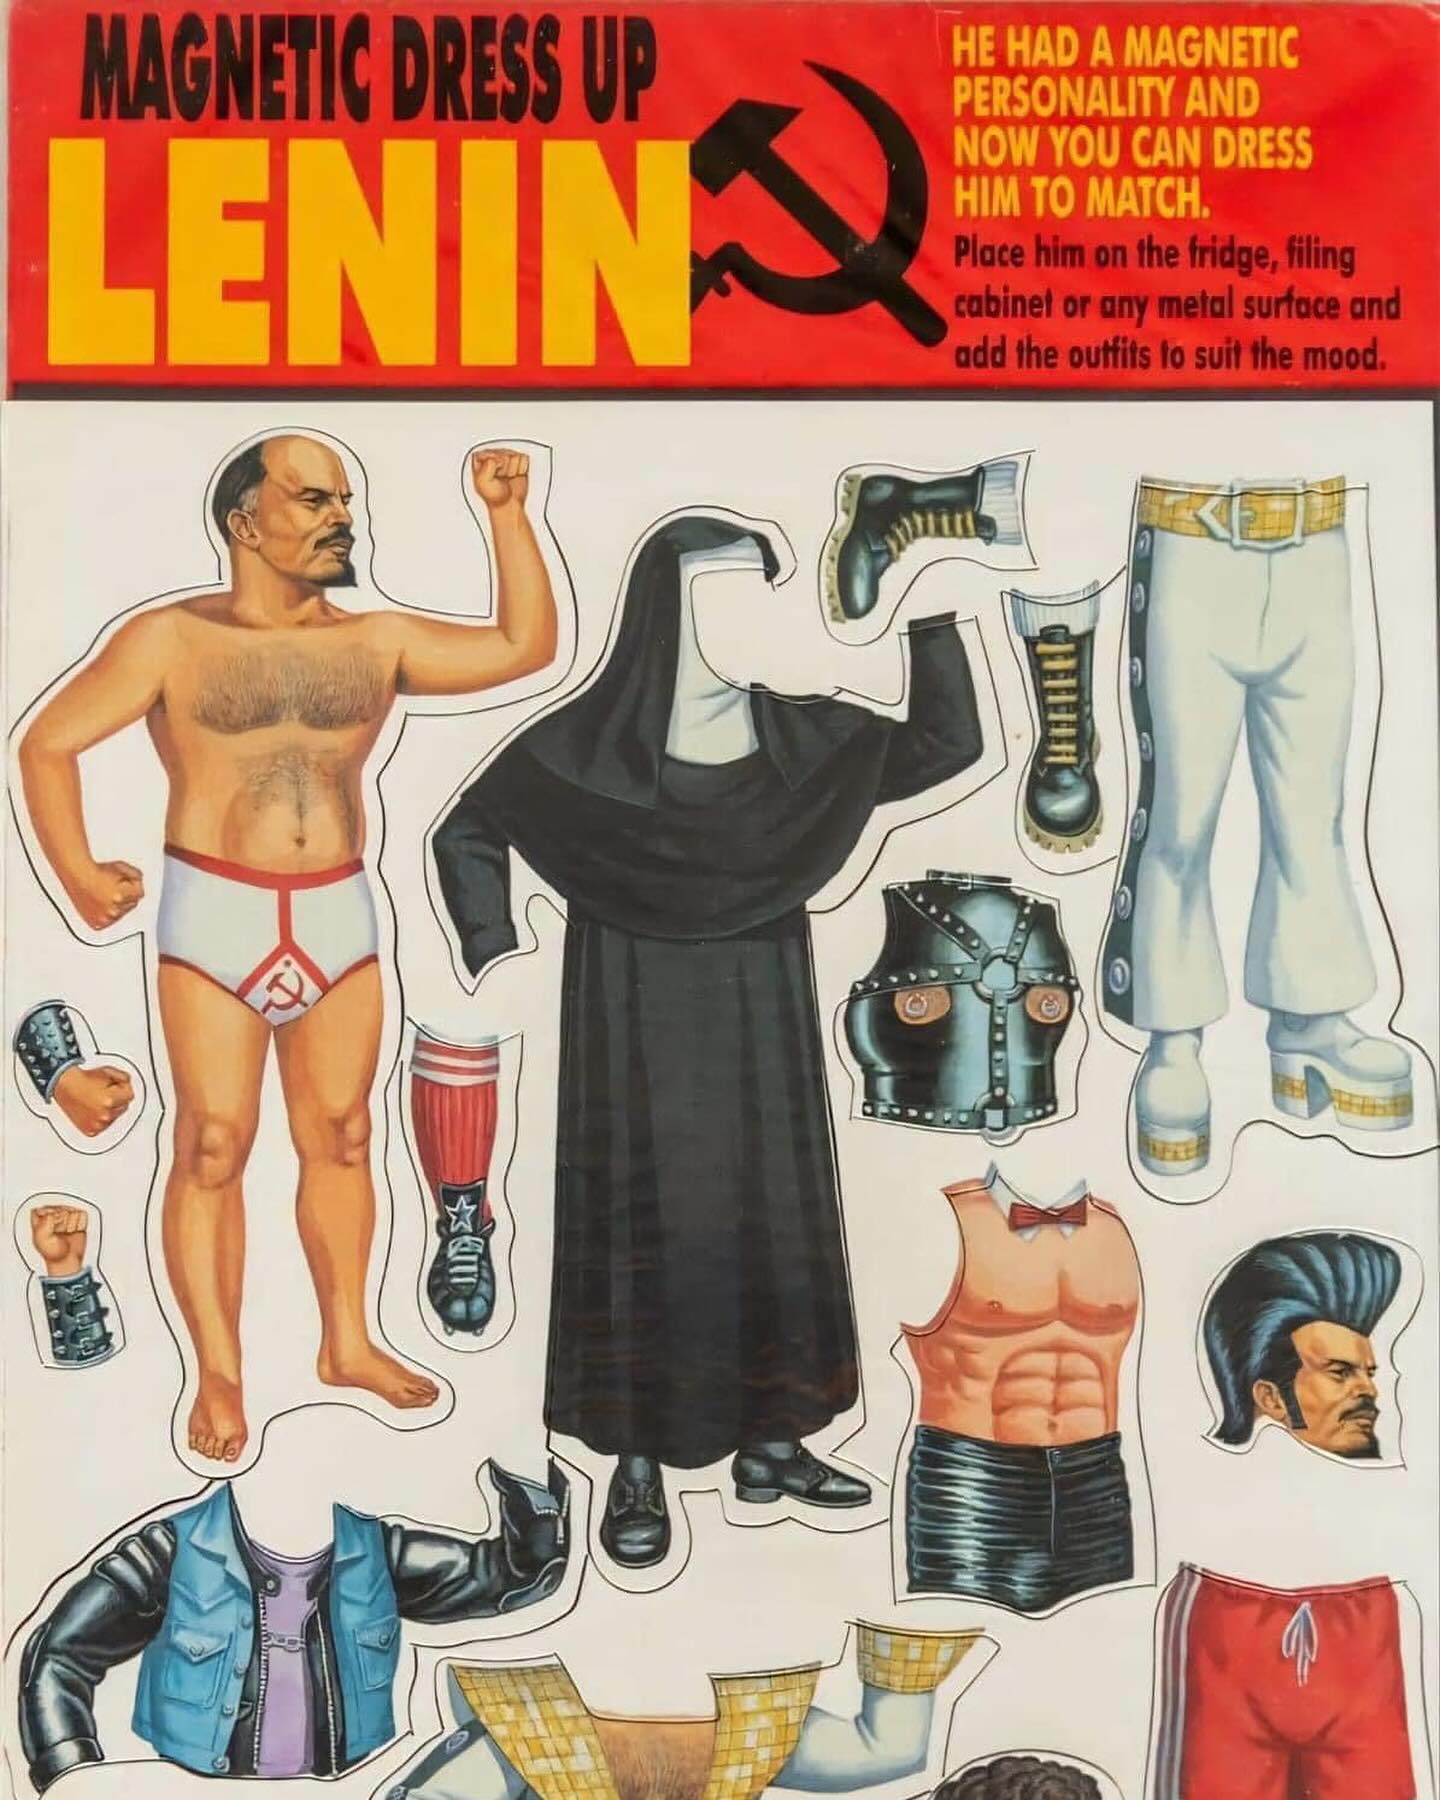 MAGNETIC DRESS UP
LENIN
HE HAD A MAGNETIC
PERSONALITY AND
NOW YOU CAN DRESS
HIM TO MATCH.
Place him on the fridge, filing
cabinet or any metal surface and
add the outfits to suit the mood.